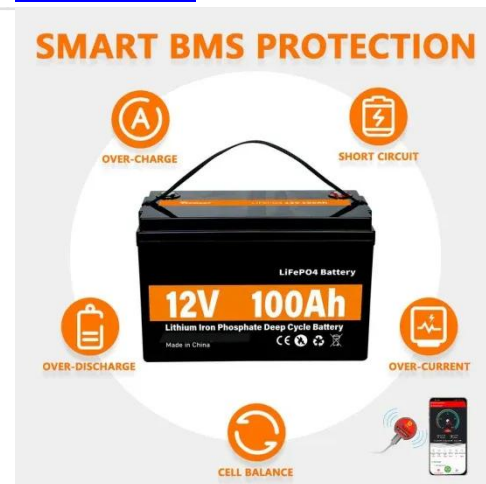 SMART BMS PROTECTION
OVER-CHARGE
SHORT CIRCUIT
LiFePO4 Battery
12V 100Ah
Lithium Iron Phosphate Deep Cycle Battery
Made in China
CE
OVER-DISCHARGE
OVER-CURRENT
CELL BALANCE